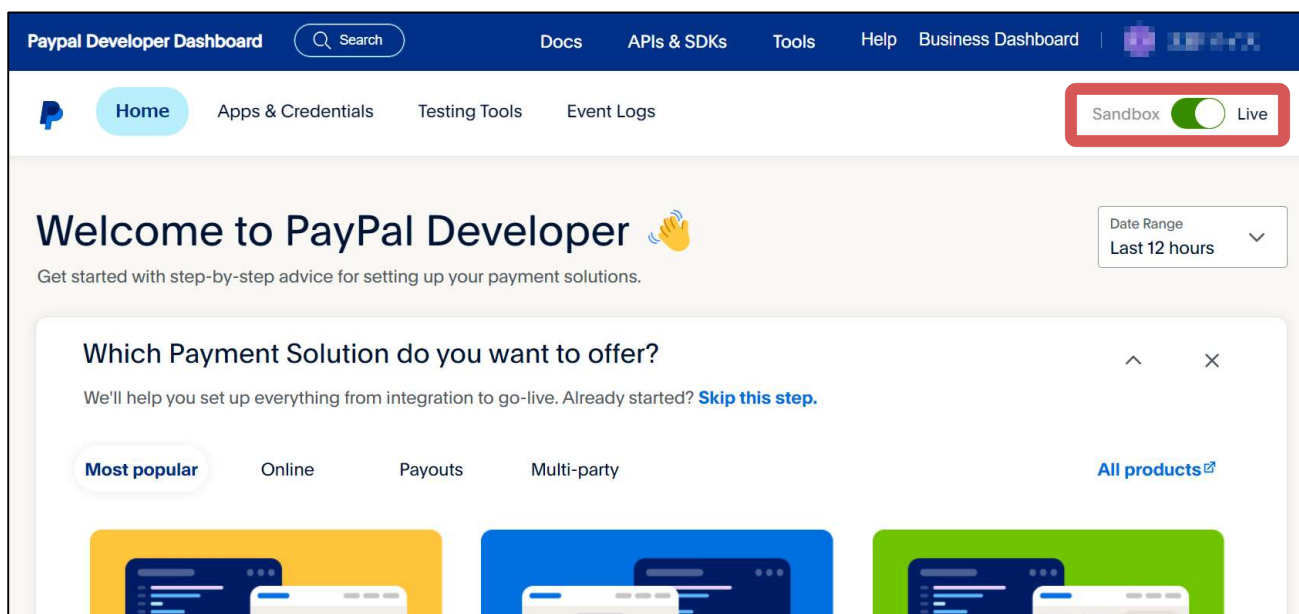 Paypal Developer Dashboard Search Docs APIs & SDKs Tools Help Business Dashboard
Home Apps & Credentials Testing Tools Event Logs Sandbox Live
Welcome to PayPal Developer
Get started with step-by-step advice for setting up your payment solutions.
Date Range
Last 12 hours
Which Payment Solution do you want to offer?
We'll help you set up everything from integration to go-live. Already started? Skip this step.
Most popular Online Payouts Multi-party All products